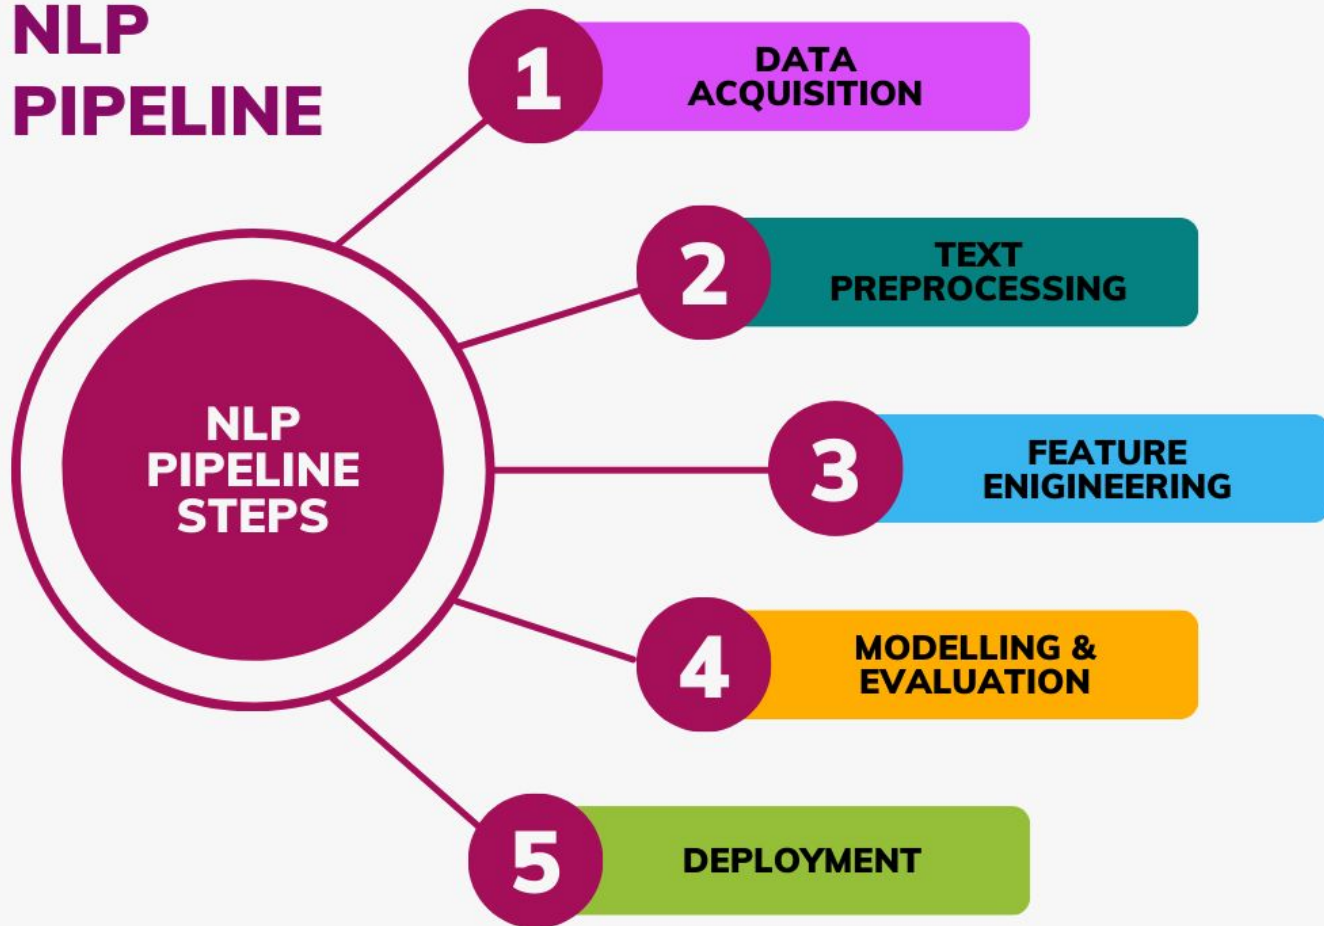 NLP
PIPELINE
1
DATA
ACQUISITION
2
TEXT
PREPROCESSING
NLP
PIPELINE
STEPS
3
FEATURE
ENIGINEERING
4
MODELLING &
EVALUATION
5
DEPLOYMENT